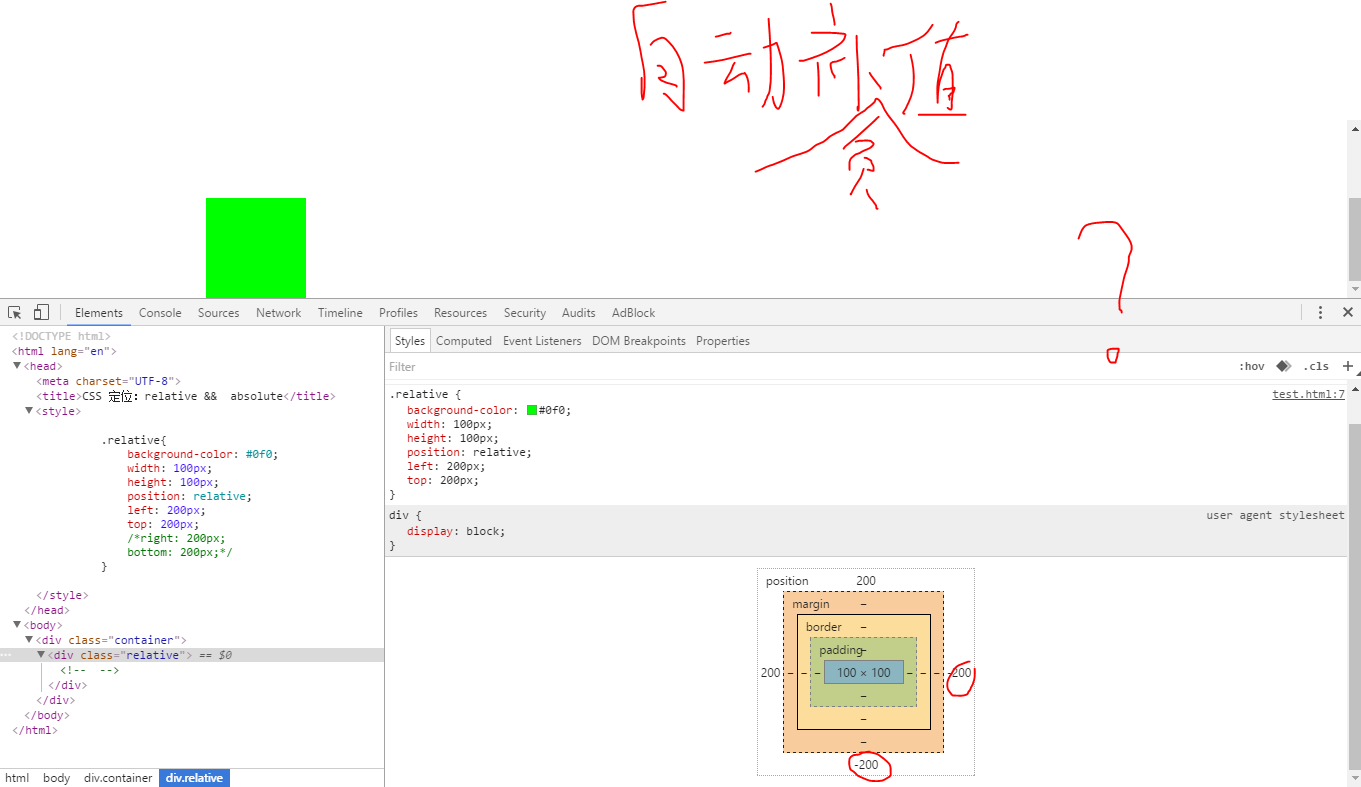 自动补值
负
?
Elements Console Sources Network Timeline Profiles Resources Security Audits AdBlock
<!DOCTYPE html>
<html lang="en">
<head>
<meta charset="UTF-8">
<title>CSS 定位：relative && absolute</title>
<style>
.relative{
background-color: #0f0;
width: 100px;
height: 100px;
position: relative;
left: 200px;
top: 200px;
/*right: 200px;
bottom: 200px;*/
}
</style>
</head>
<body>
<div class="container">
<div class="relative"> == $0
<!-- -->
</div>
</div>
</body>
</html>
html body div.container div.relative
Styles Computed Event Listeners DOM Breakpoints Properties
Filter :hov .cls +
.relative { test.html:7
background-color: #0f0;
width: 100px;
height: 100px;
position: relative;
left: 200px;
top: 200px;
}
div { user agent stylesheet
display: block;
}
position 200
margin –
border –
padding –
200 – – – 100 × 100 – – – -200
–
–
–
-200